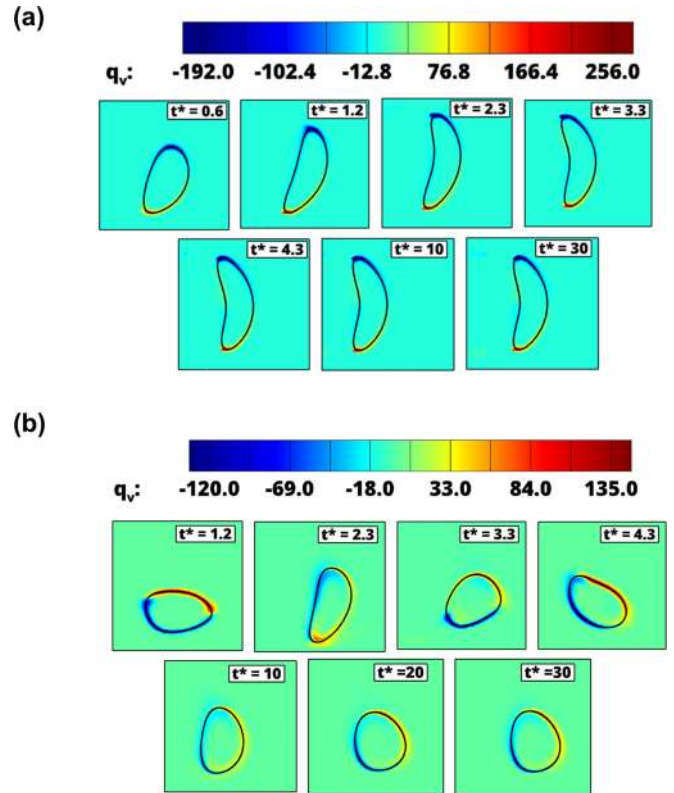 (a)
qv: -192.0 -102.4 -12.8 76.8 166.4 256.0
t* = 0.6 t* = 1.2 t* = 2.3 t* = 3.3
t* = 4.3 t* = 10 t* = 30
(b)
qv: -120.0 -69.0 -18.0 33.0 84.0 135.0
t* = 1.2 t* = 2.3 t* = 3.3 t* = 4.3
t* = 10 t* =20 t* =30